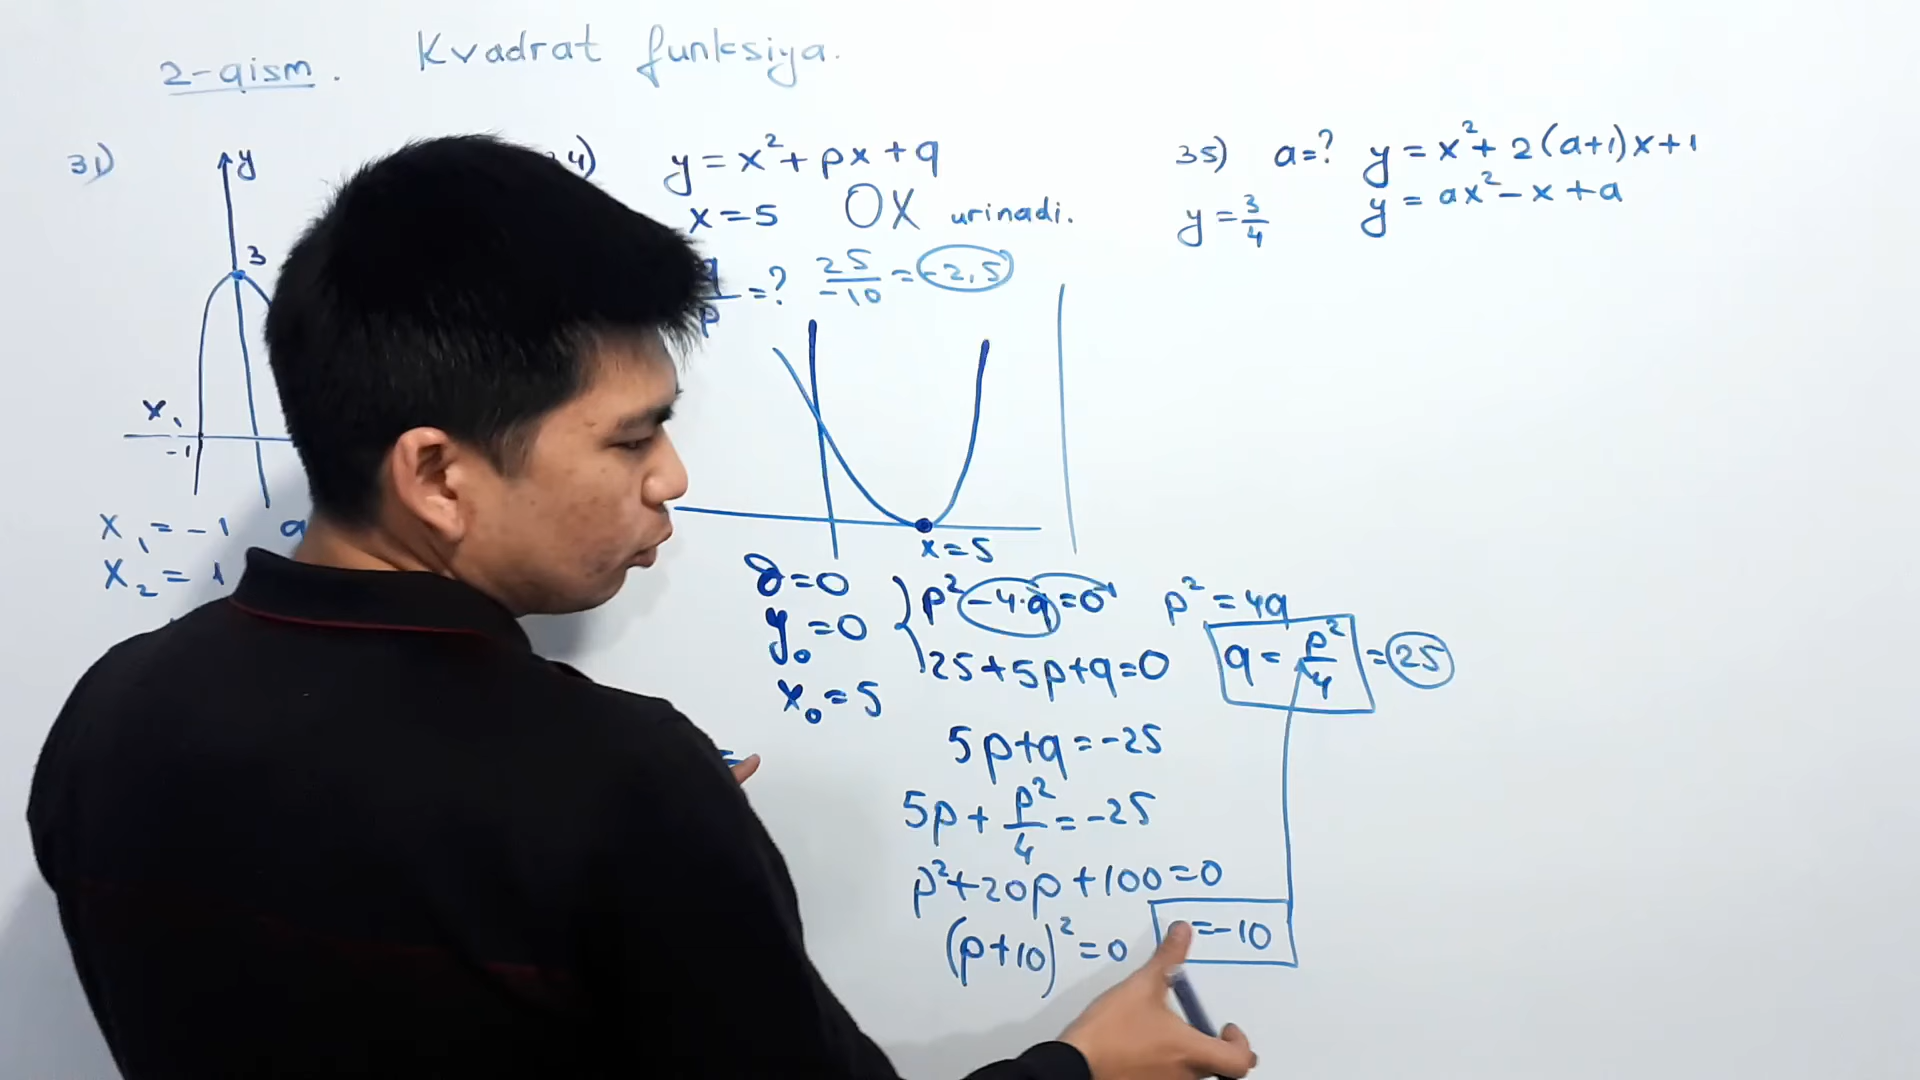 2-qism. Kvadrat funksiya.
31)
y
3
x₁
-1
x₁ = -1
x₂ = 1
4)
y = x² + px + q
x = 5 OX urinadi.
q/p = ? 25/-10 = -2,5
x = 5
D = 0
y₀ = 0
x₀ = 5
p² - 4·q = 0
25 + 5p + q = 0
p² = 4q
q = p²/4 = 25
5p + q = -25
5p + p²/4 = -25
p² + 20p + 100 = 0
(p + 10)² = 0
= -10
35) a = ? y = x² + 2(a+1)x + 1
y = 3/4 y = ax² - x + a